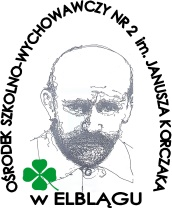 OŚRODEK SZKOLNO-WYCHOWAWCZY NR 2 im. JANUSZA KORCZAKA
w ELBLĄGU